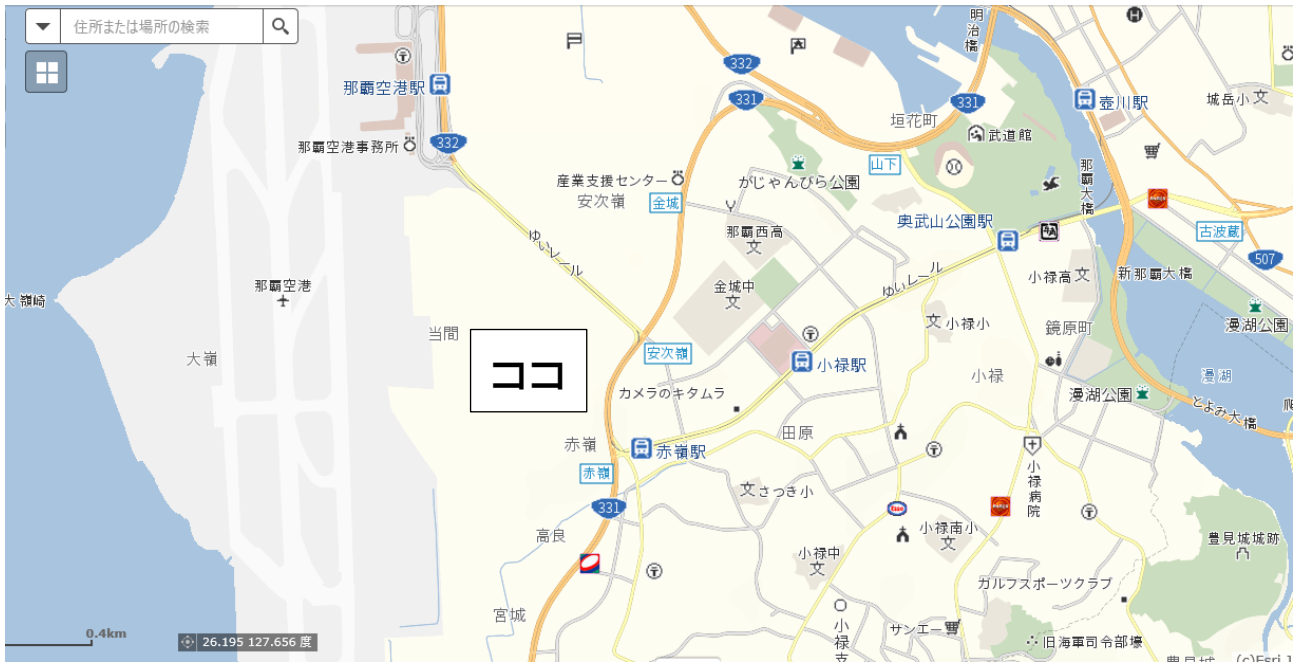 住所または場所の検索
明治橋
332
331
331
那覇空港駅
壺川駅
城岳小 文
垣花町
武道館
332
那覇空港事務所
山下
がじゃんびら公園
那覇大橋
産業支援センター
安次嶺
金城
那覇西高
文
奥武山公園駅
古波蔵
507
ゆいレール
ゆいレール
小禄高 文
新那覇大橋
那覇空港
大嶺崎
金城中
文
文 小禄小
鏡原町
漫湖公園
当間
大嶺
安次嶺
ココ
小禄駅
小禄
漫湖
カメラのキタムラ
漫湖公園
とよみ大橋
田原
赤嶺
赤嶺駅
赤嶺
小禄病院
文 さつき小
331
高良
小禄南小
文
豊見城城跡
小禄中
文
ガルフスポーツクラブ
宮城
サンエー
旧海軍司令部壕
0.4km
26.195 127.656 度